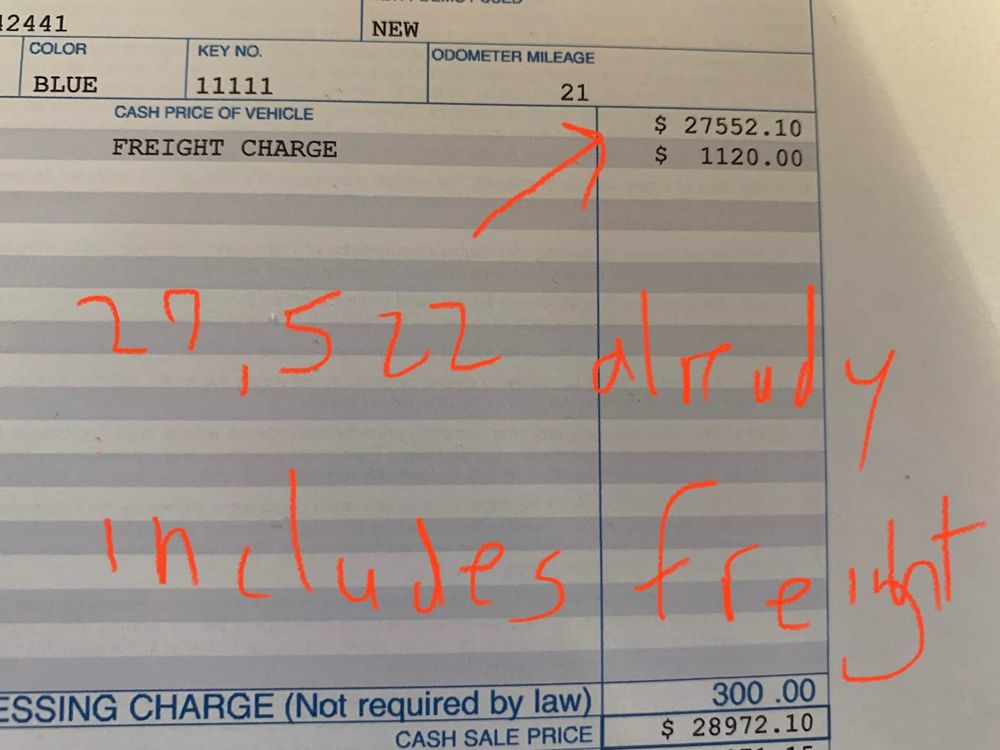 42441
NEW
COLOR
KEY NO.
ODOMETER MILEAGE
BLUE
11111
21
CASH PRICE OF VEHICLE
$ 27552.10
FREIGHT CHARGE
$ 1120.00
27,522 already
includes freight
ESSING CHARGE (Not required by law)
300 .00
CASH SALE PRICE
$ 28972.10